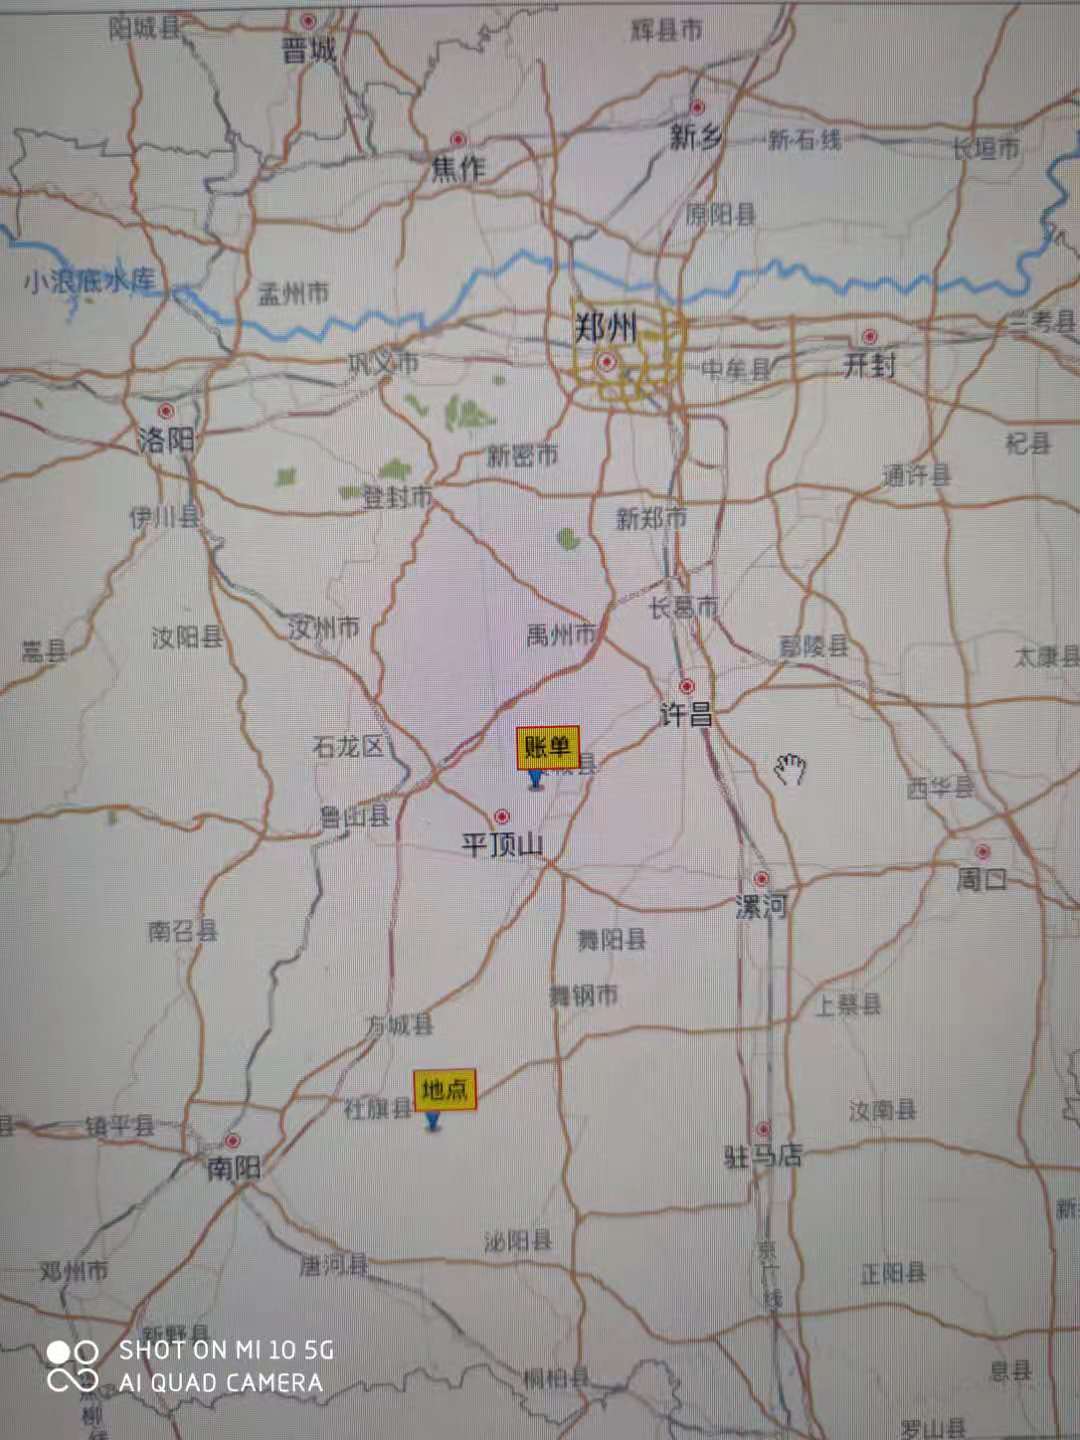 阳城县
晋城
辉县市
新乡
焦作
新石线
长垣市
原阳县
小浪底水库
孟州市
郑州
兰考县
巩义市
中牟县
开封
洛阳
新密市
杞县
登封市
通许县
伊川县
新郑市
长葛市
嵩县
汝阳县
汝州市
禹州市
鄢陵县
太康县
许昌
石龙区
账单
西华县
鲁山县
平顶山
周口
漯河
南召县
舞阳县
舞钢市
上蔡县
方城县
地点
社旗县
镇平县
汝南县
南阳
驻马店
新
泌阳县
京广线
邓州市
唐河县
正阳县
新野县
桐柏县
息县
罗山县
SHOT ON MI 10 5G
AI QUAD CAMERA